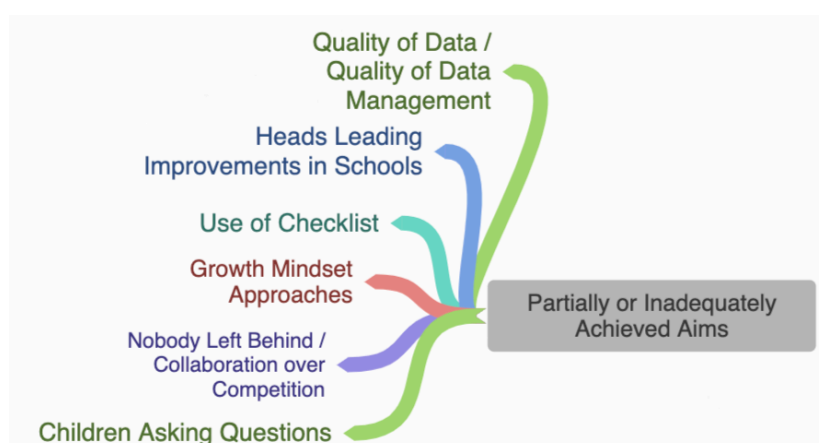 Quality of Data /
Quality of Data
Management
Heads Leading
Improvements in Schools
Use of Checklist
Growth Mindset
Approaches
Partially or Inadequately
Achieved Aims
Nobody Left Behind /
Collaboration over
Competition
Children Asking Questions